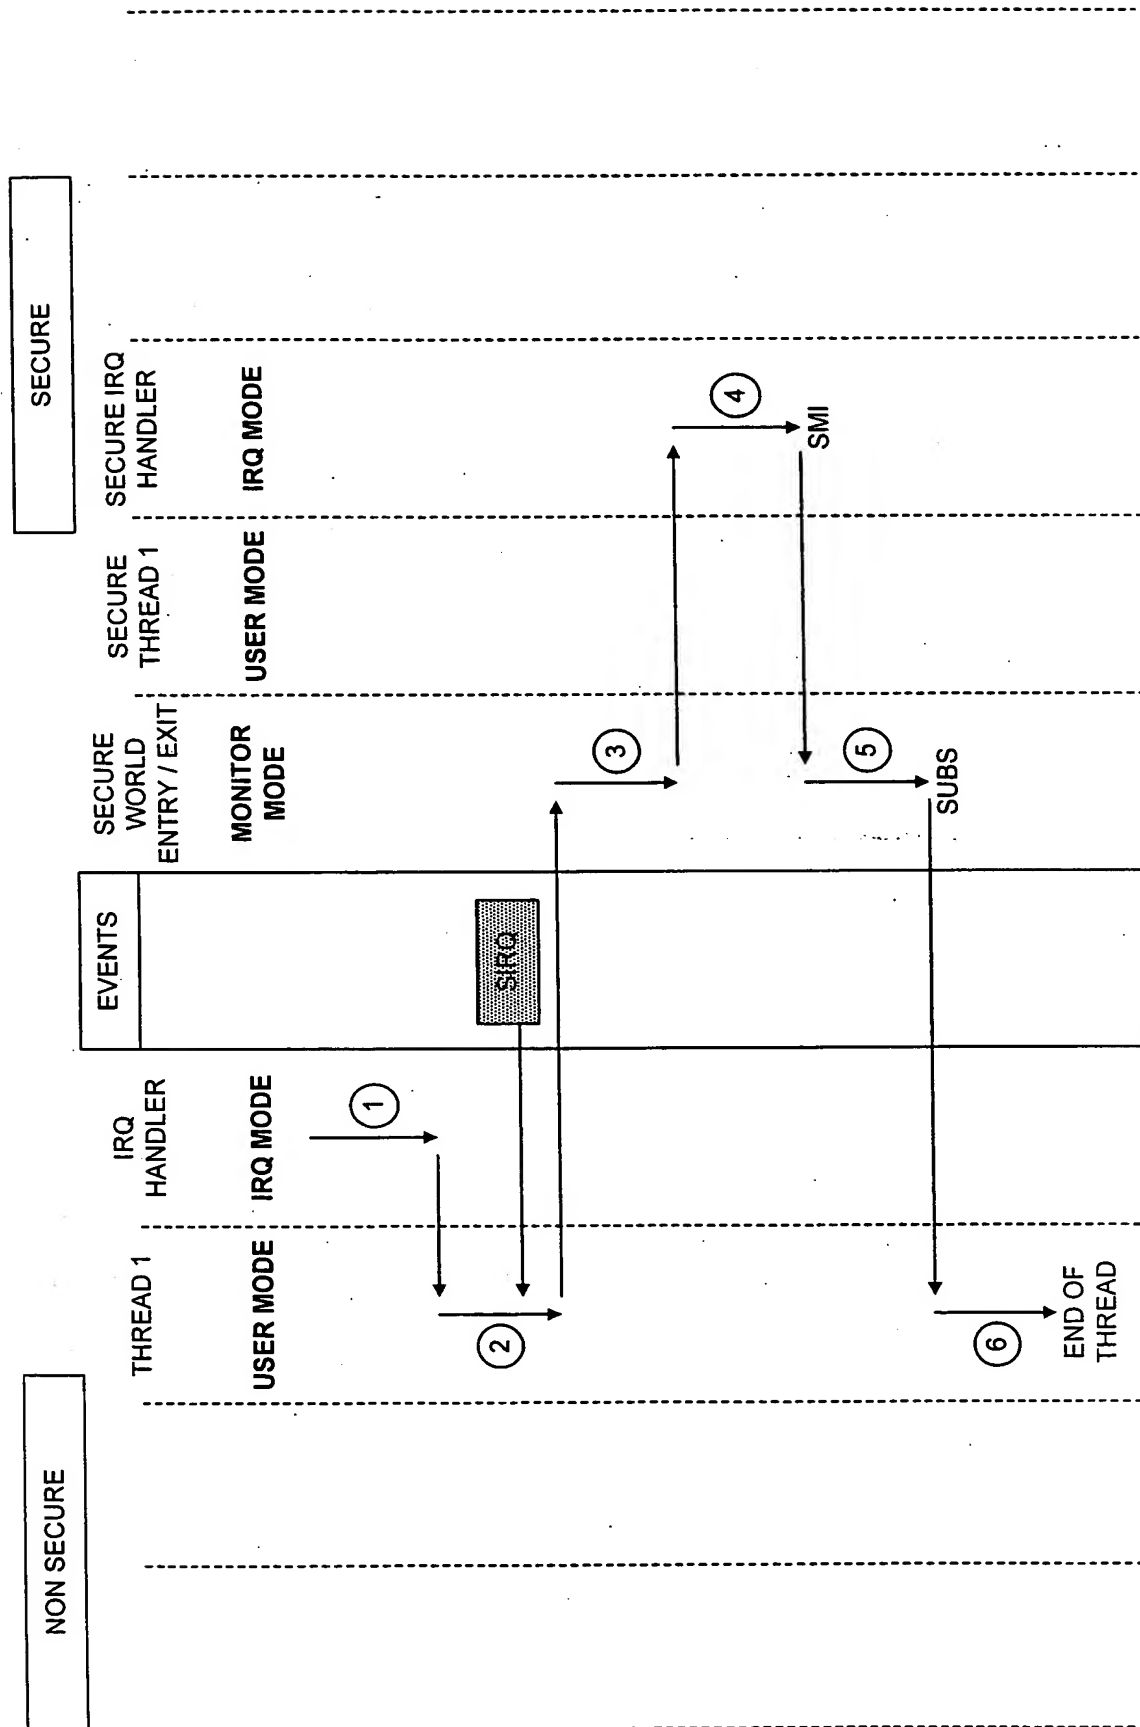 NON SECURE
SECURE
EVENTS
THREAD 1
USER MODE
IRQ
HANDLER
IRQ MODE
SECURE
WORLD
ENTRY / EXIT
MONITOR
MODE
SECURE
THREAD 1
USER MODE
SECURE IRQ
HANDLER
IRQ MODE
1
2
SIRQ
3
4
SMI
5
SUBS
6
END OF
THREAD